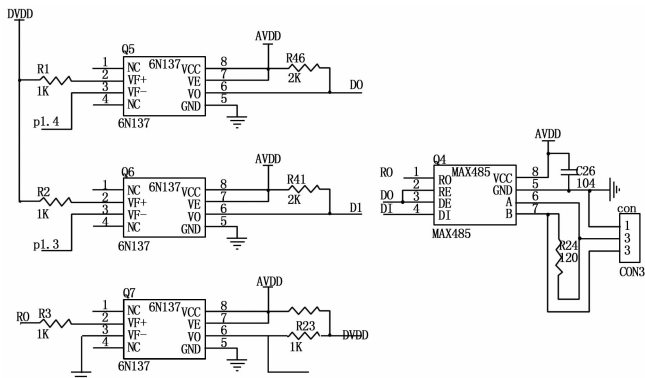 DVDD
AVDD
Q5
R1
1K
1 NC 6N137 VCC 8
2 VF+ VE 7
3 VF- VO 6
4 NC GND 5
6N137
R46
2K
DO
p1.4
AVDD
Q6
R2
1K
1 NC 6N137 VCC 8
2 VF+ VE 7
3 VF- VO 6
4 NC GND 5
6N137
R41
2K
D1
p1.3
AVDD
Q7
RO R3
1K
1 NC 6N137 VCC 8
2 VF+ VE 7
3 VF- VO 6
4 NC GND 5
6N137
R23
1K
DVDD
AVDD
Q4
MAX485
RO 1 RO VCC 8
2 RE GND 5
DO 3 DE A 6
DI 4 DI B 7
MAX485
C26
104
R24
120
con
1
3
3
CON3